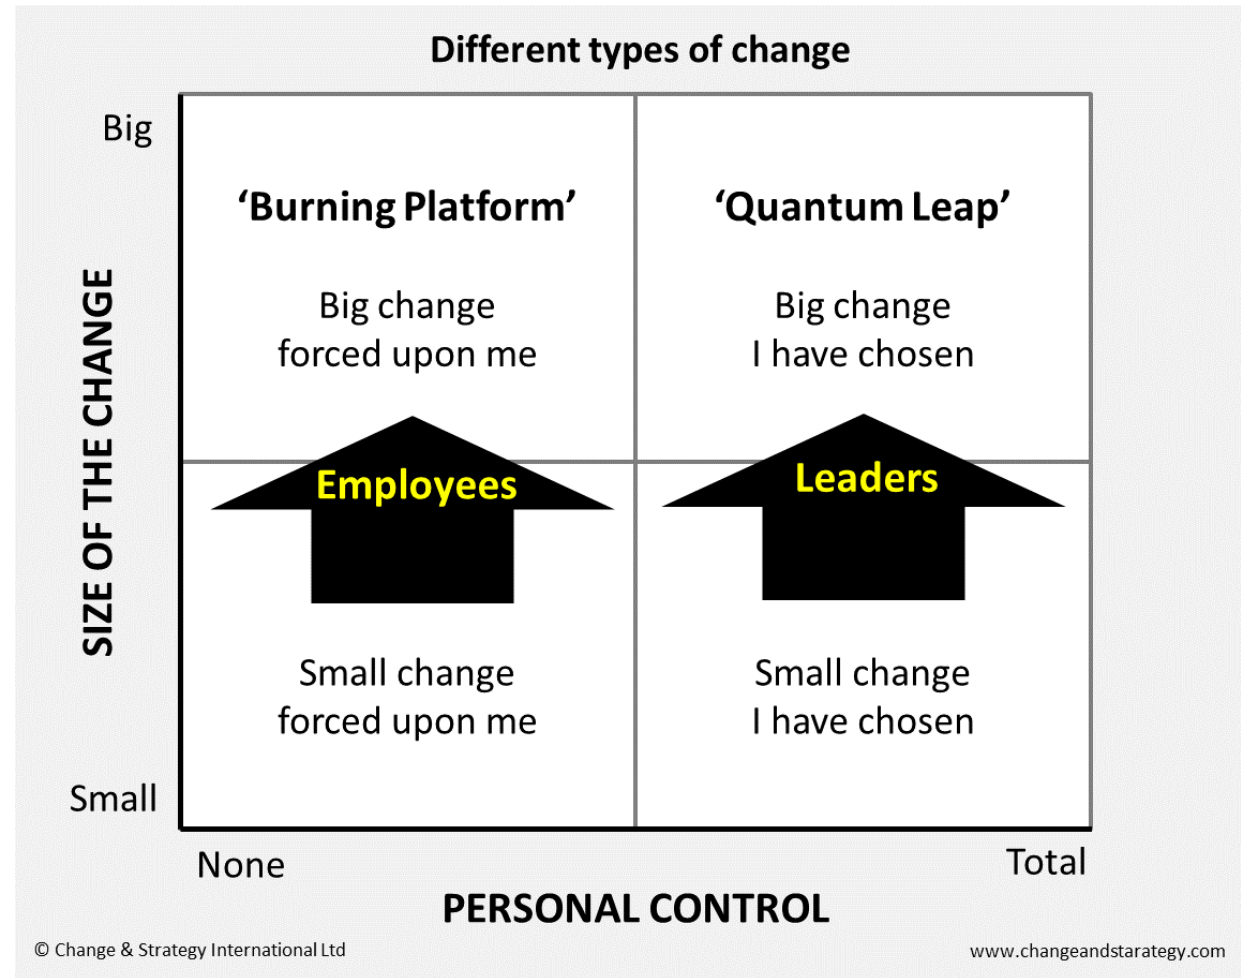 Different types of change
Big
‘Burning Platform’
‘Quantum Leap’
Big change
forced upon me
Big change
I have chosen
SIZE OF THE CHANGE
Employees
Leaders
Small change
forced upon me
Small change
I have chosen
Small
None
Total
PERSONAL CONTROL
© Change & Strategy International Ltd
www.changeandstarategy.com